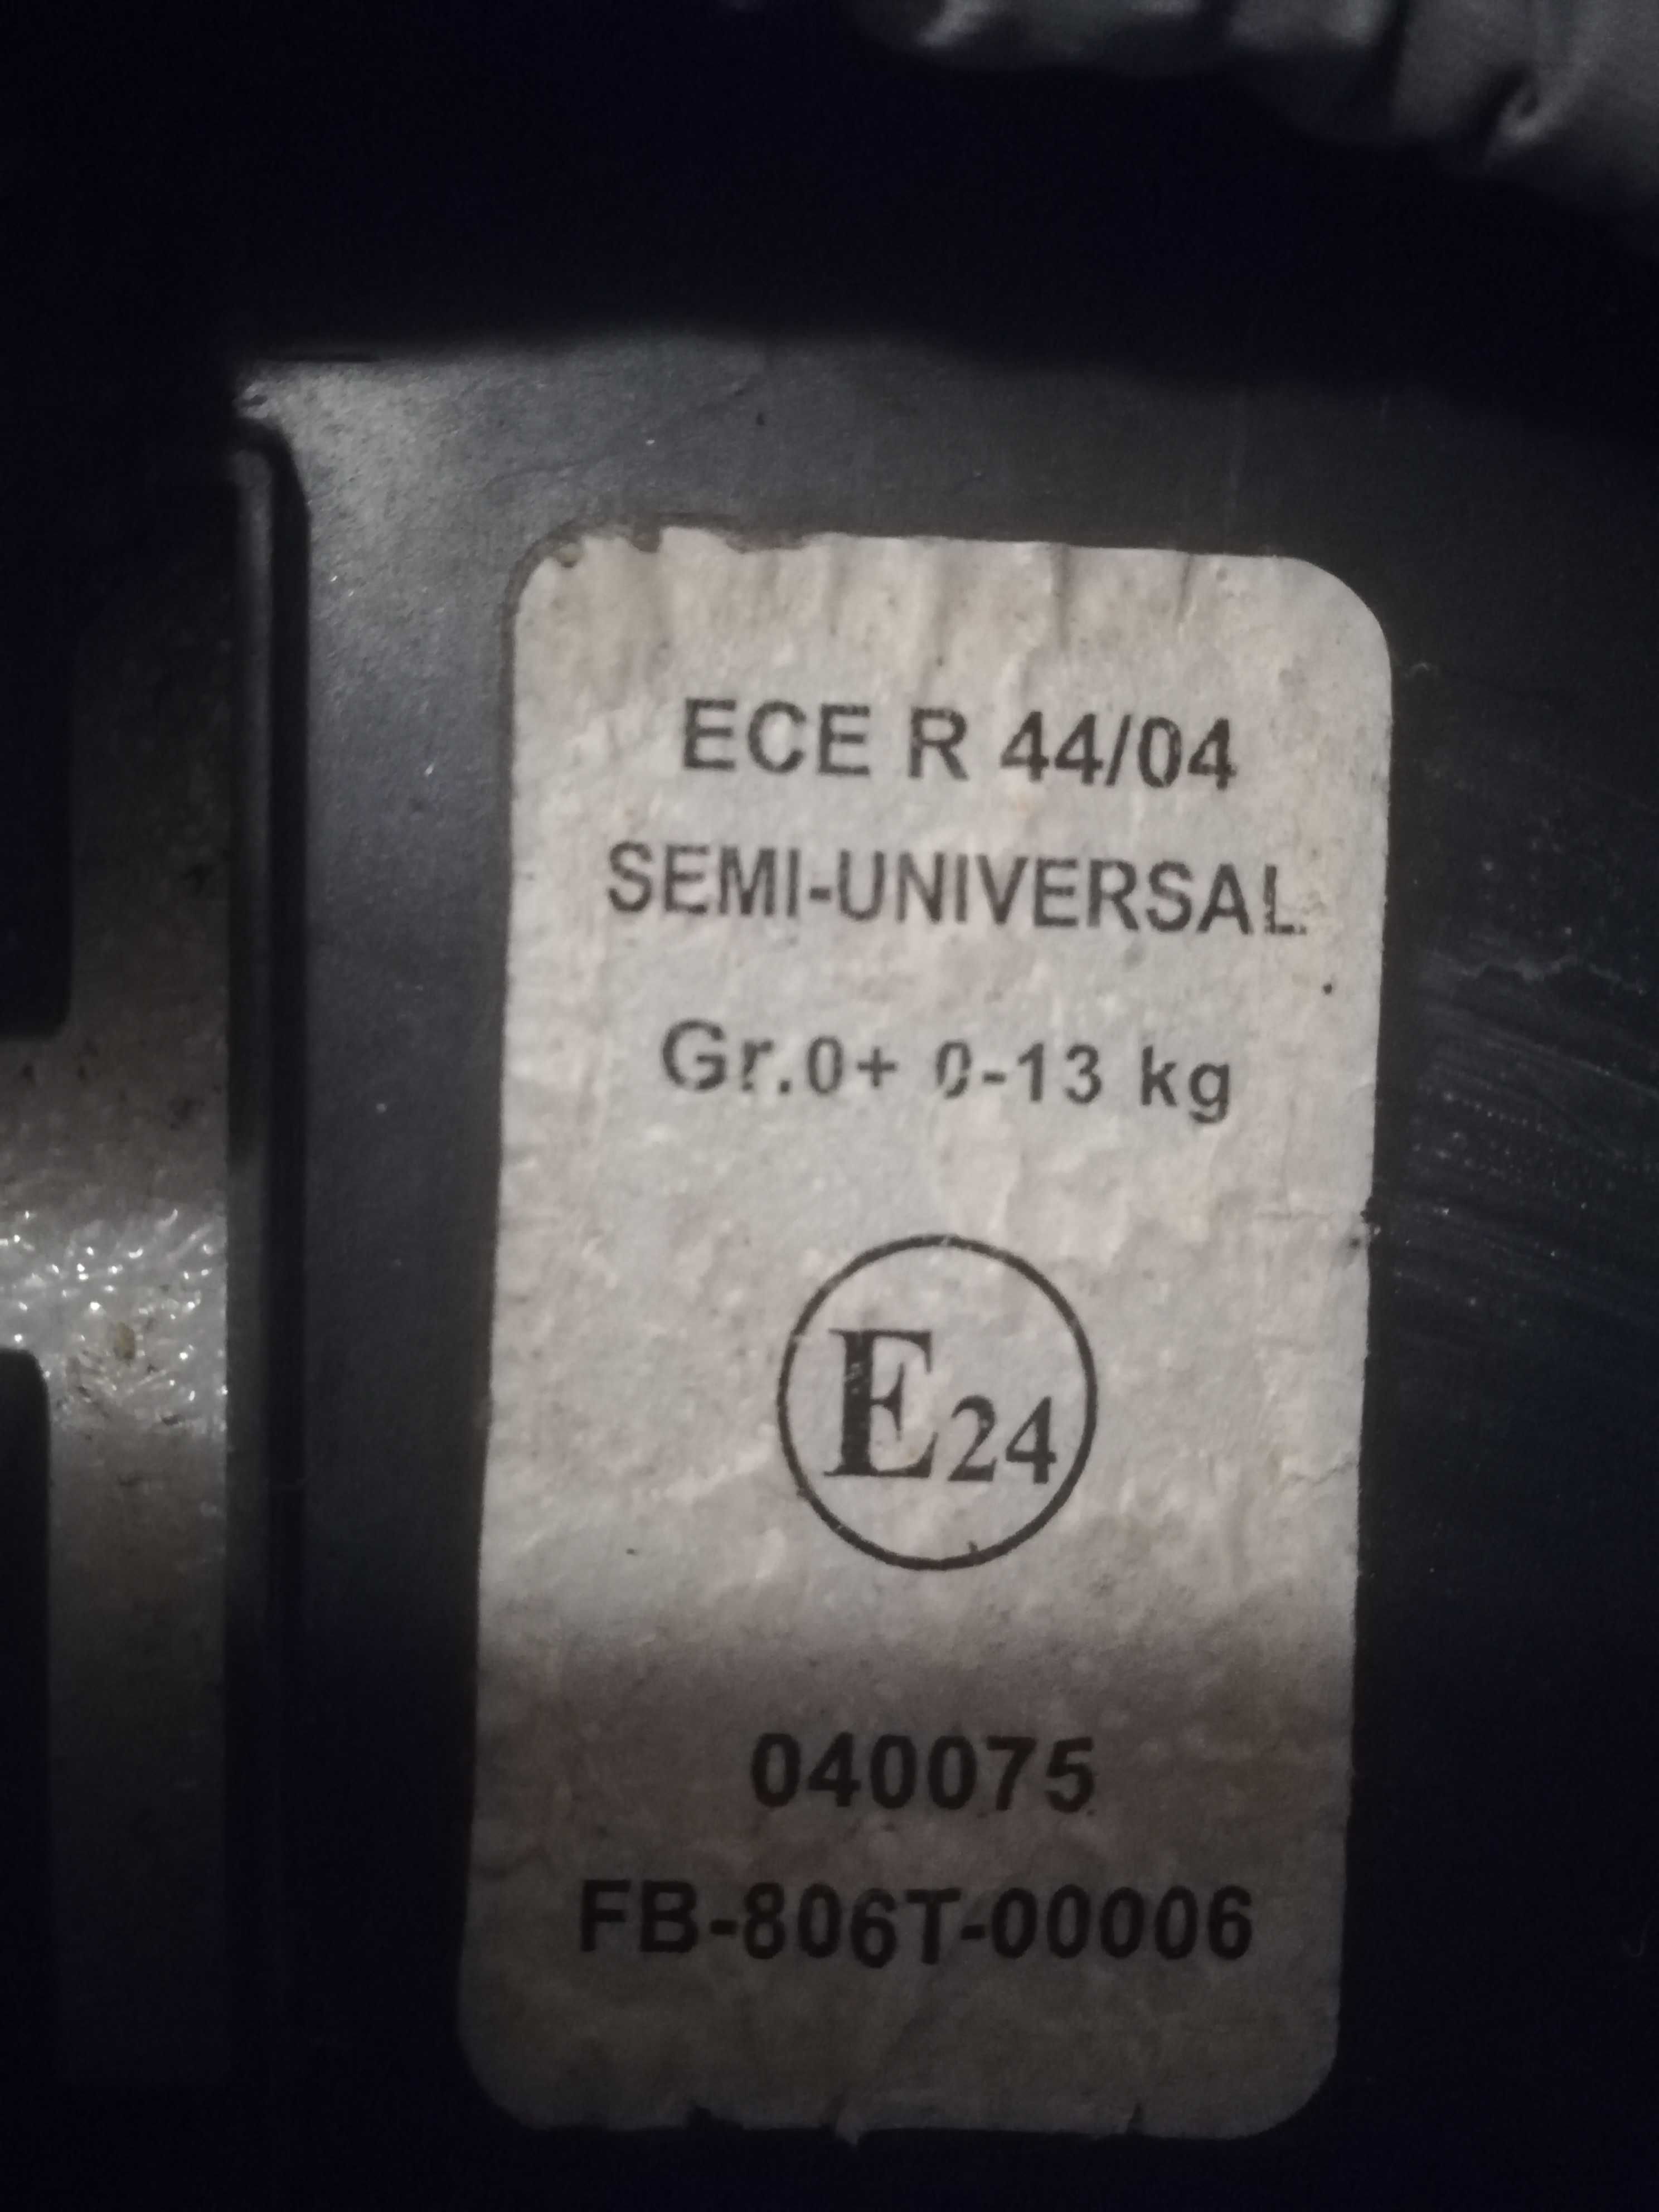 ECE R 44/04
SEMI-UNIVERSAL
Gr.0+ 0-13 kg
E24
040075
FB-806T-00006